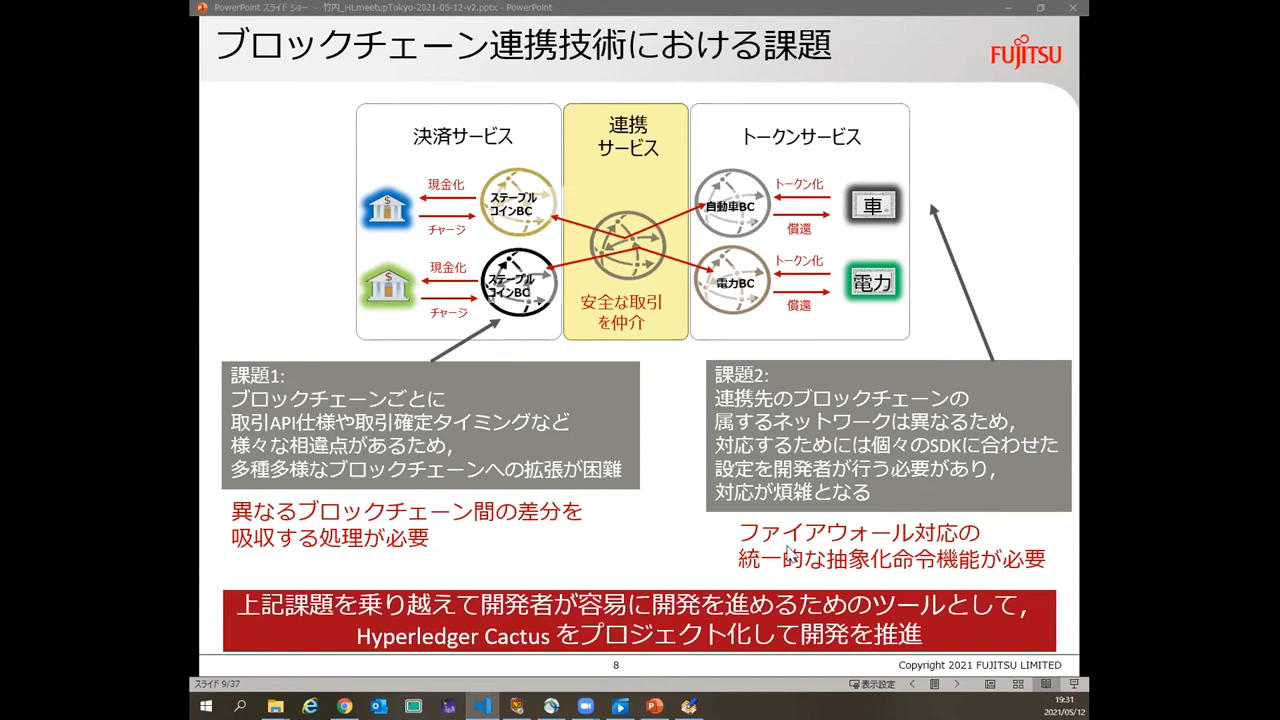 PowerPoint スライド ショー - 竹内_HLmeetupTokyo-2021-05-12-v2.pptx - PowerPoint
ブロックチェーン連携技術における課題
FUJITSU
決済サービス
連携
サービス
トークンサービス
現金化
チャージ
ステーブル
コインBC
自動車BC
トークン化
償還
車
現金化
チャージ
ステーブル
コインBC
電力BC
トークン化
償還
電力
安全な取引
を仲介
課題1:
ブロックチェーンごとに
取引API仕様や取引確定タイミングなど
様々な相違点があるため,
多種多様なブロックチェーンへの拡張が困難
異なるブロックチェーン間の差分を
吸収する処理が必要
課題2:
連携先のブロックチェーンの
属するネットワークは異なるため,
対応するためには個々のSDKに合わせた
設定を開発者が行う必要があり,
対応が煩雑となる
ファイアウォール対応の
統一的な抽象化命令機能が必要
上記課題を乗り越えて開発者が容易に開発を進めるためのツールとして,
Hyperledger Cactus をプロジェクト化して開発を推進
8
Copyright 2021 FUJITSU LIMITED
スライド 9/37
表示設定
19:31
2021/05/12